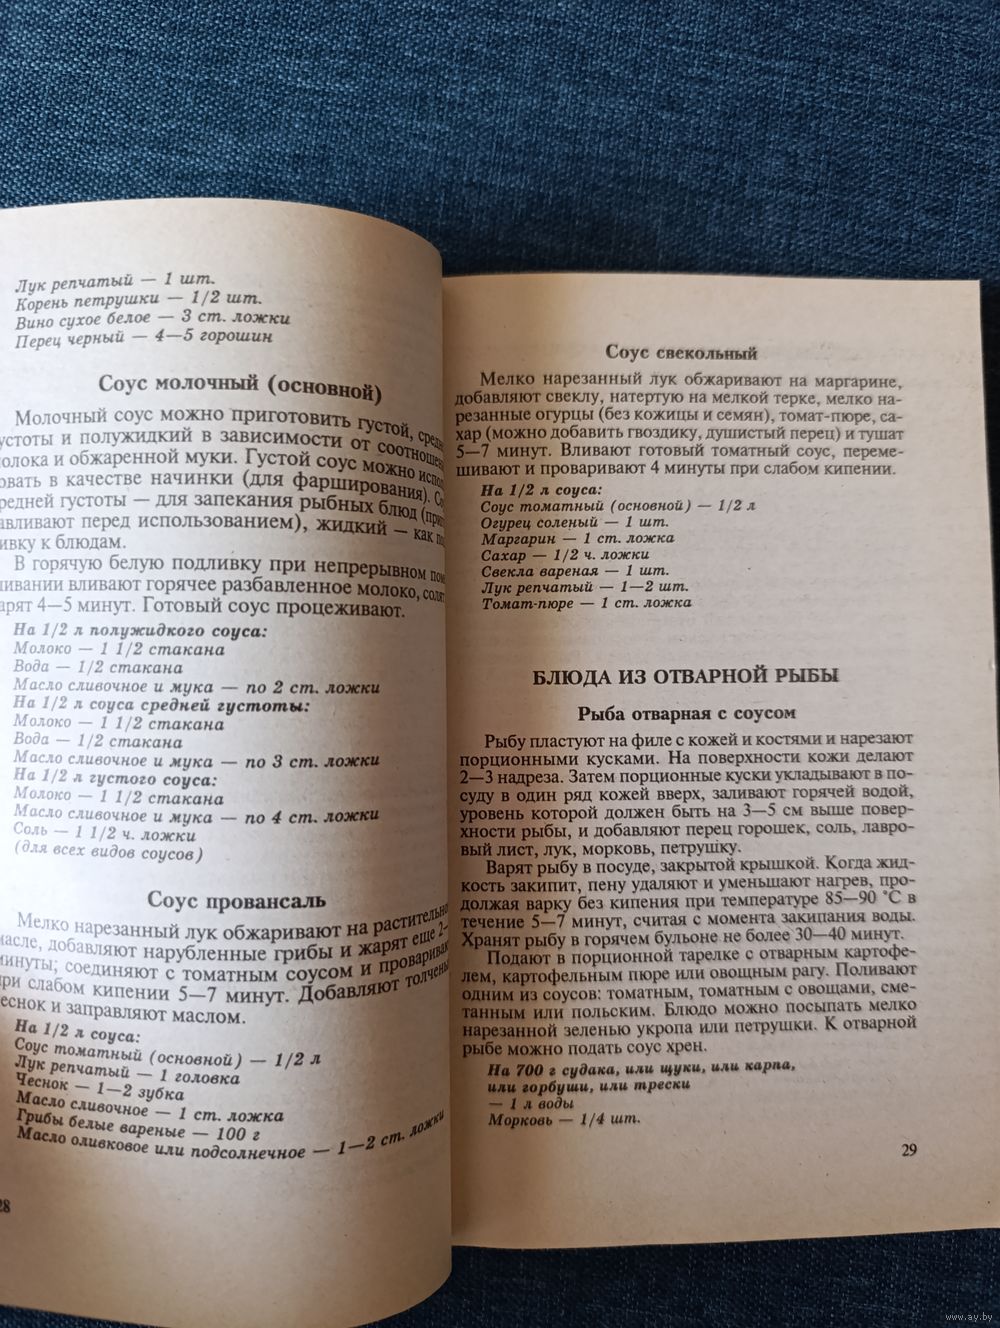 Лук репчатый — 1 шт.
Корень петрушки — 1/2 шт.
Вино сухое белое — 3 ст. ложки
Перец черный — 4—5 горошин
Соус молочный (основной)
Молочный соус можно приготовить густой, средн
устоты и полужидкий в зависимости от соотношен
молока и обжаренной муки. Густой соус можно испол
овать в качестве начинки (для фарширования). Со
редней густоты — для запекания рыбных блюд (приг
авливают перед использованием), жидкий — как по
ивку к блюдам.
В горячую белую подливку при непрерывном поме
шивании вливают горячее разбавленное молоко, солят
арят 4—5 минут. Готовый соус процеживают.
На 1/2 л полужидкого соуса:
Молоко — 1 1/2 стакана
Вода — 1/2 стакана
Масло сливочное и мука — по 2 ст. ложки
На 1/2 л соуса средней густоты:
Молоко — 1 1/2 стакана
Вода — 1/2 стакана
Масло сливочное и мука — по 3 ст. ложки
На 1/2 л густого соуса:
Молоко — 1 1/2 стакана
Масло сливочное и мука — по 4 ст. ложки
Соль — 1 1/2 ч. ложки
(для всех видов соусов)
Соус провансаль
Мелко нарезанный лук обжаривают на растительно
масле, добавляют нарубленные грибы и жарят еще 2—
минуты; соединяют с томатным соусом и проваривак
при слабом кипении 5—7 минут. Добавляют толчены
чеснок и заправляют маслом.
На 1/2 л соуса:
Соус томатный (основной) — 1/2 л
Лук репчатый — 1 головка
Чеснок — 1—2 зубка
Масло сливочное — 1 ст. ложка
Грибы белые вареные — 100 г
Масло оливковое или подсолнечное — 1—2 ст. ложки
28
Соус свекольный
Мелко нарезанный лук обжаривают на маргарине,
добавляют свеклу, натертую на мелкой терке, мелко на-
резанные огурцы (без кожицы и семян), томат-пюре, са-
хар (можно добавить гвоздику, душистый перец) и тушат
5—7 минут. Вливают готовый томатный соус, переме-
шивают и проваривают 4 минуты при слабом кипении.
На 1/2 л соуса:
Соус томатный (основной) — 1/2 л
Огурец соленый — 1 шт.
Маргарин — 1 ст. ложка
Сахар — 1/2 ч. ложки
Свекла вареная — 1 шт.
Лук репчатый — 1—2 шт.
Томат-пюре — 1 ст. ложка
БЛЮДА ИЗ ОТВАРНОЙ РЫБЫ
Рыба отварная с соусом
Рыбу пластуют на филе с кожей и костями и нарезают
порционными кусками. На поверхности кожи делают
2—3 надреза. Затем порционные куски укладывают в по-
суду в один ряд кожей вверх, заливают горячей водой,
уровень которой должен быть на 3—5 см выше повер-
хности рыбы, и добавляют перец горошек, соль, лавро-
вый лист, лук, морковь, петрушку.
Варят рыбу в посуде, закрытой крышкой. Когда жид-
кость закипит, пену удаляют и уменьшают нагрев, про-
должая варку без кипения при температуре 85—90 °С в
течение 5—7 минут, считая с момента закипания воды.
Хранят рыбу в горячем бульоне не более 30—40 минут.
Подают в порционной тарелке с отварным картофе-
лем, картофельным пюре или овощным рагу. Поливают
одним из соусов: томатным, томатным с овощами, сме-
танным или польским. Блюдо можно посыпать мелко
нарезанной зеленью укропа или петрушки. К отварной
рыбе можно подать соус хрен.
На 700 г судака, или щуки, или карпа,
или горбуши, или трески
— 1 л воды
Морковь — 1/4 шт.
29
www.ay.by